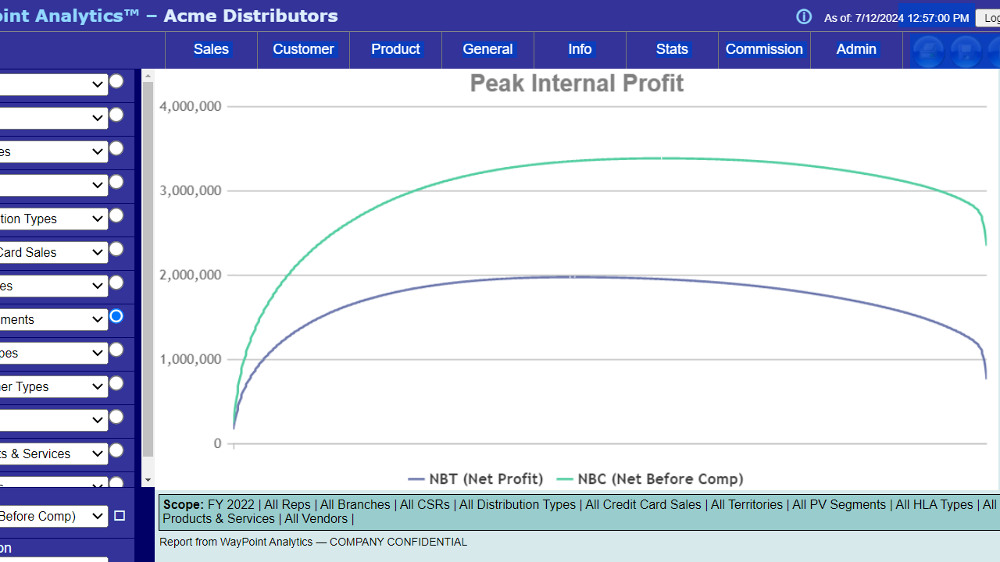 oint Analytics™ – Acme Distributors
As of: 7/12/2024 12:57:00 PM
Log
Sales
Customer
Product
General
Info
Stats
Commission
Admin
es
tion Types
Card Sales
es
ments
pes
er Types
ts & Services
Before Comp)
on
Peak Internal Profit
4,000,000
3,000,000
2,000,000
1,000,000
0
NBT (Net Profit)
NBC (Net Before Comp)
Scope: FY 2022 | All Reps | All Branches | All CSRs | All Distribution Types | All Credit Card Sales | All Territories | All PV Segments | All HLA Types | All
Products & Services | All Vendors |
Report from WayPoint Analytics — COMPANY CONFIDENTIAL